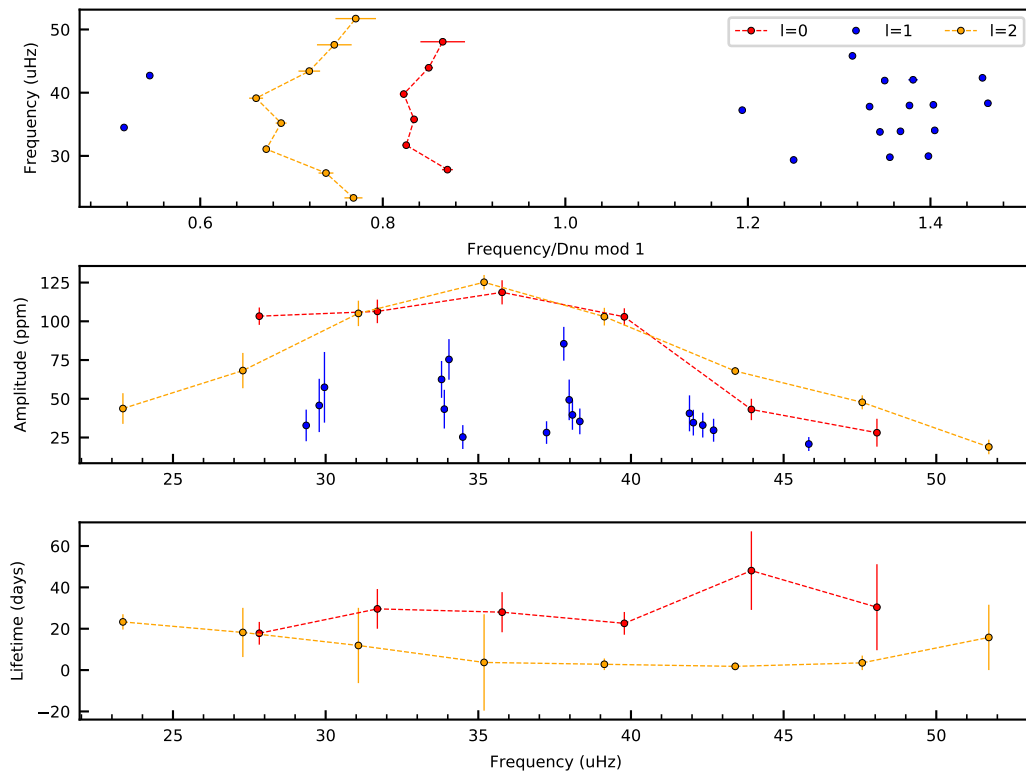 50
40
30
Frequency (uHz)
l=0 l=1 l=2
0.6 0.8 1.0 1.2 1.4
Frequency/Dnu mod 1
125
100
75
50
25
Amplitude (ppm)
25 30 35 40 45 50
60
40
20
0
−20
Lifetime (days)
25 30 35 40 45 50
Frequency (uHz)